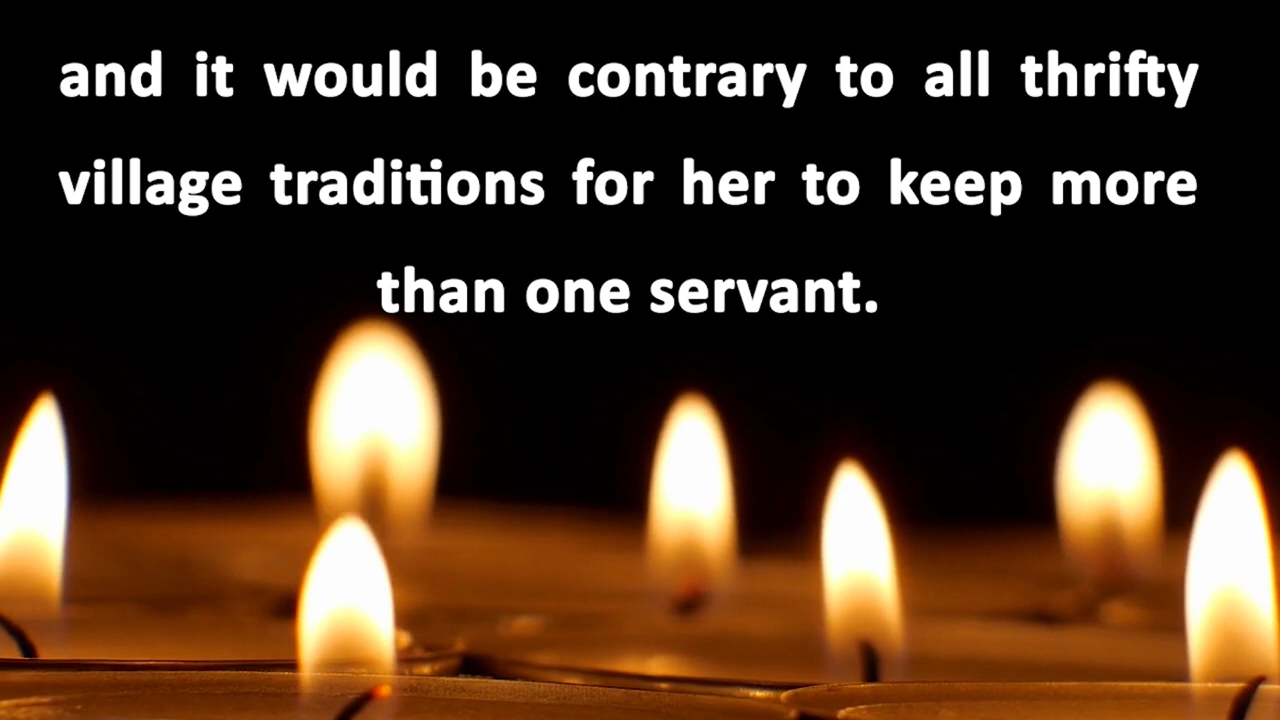 and it would be contrary to all thrifty
village traditions for her to keep more
than one servant.